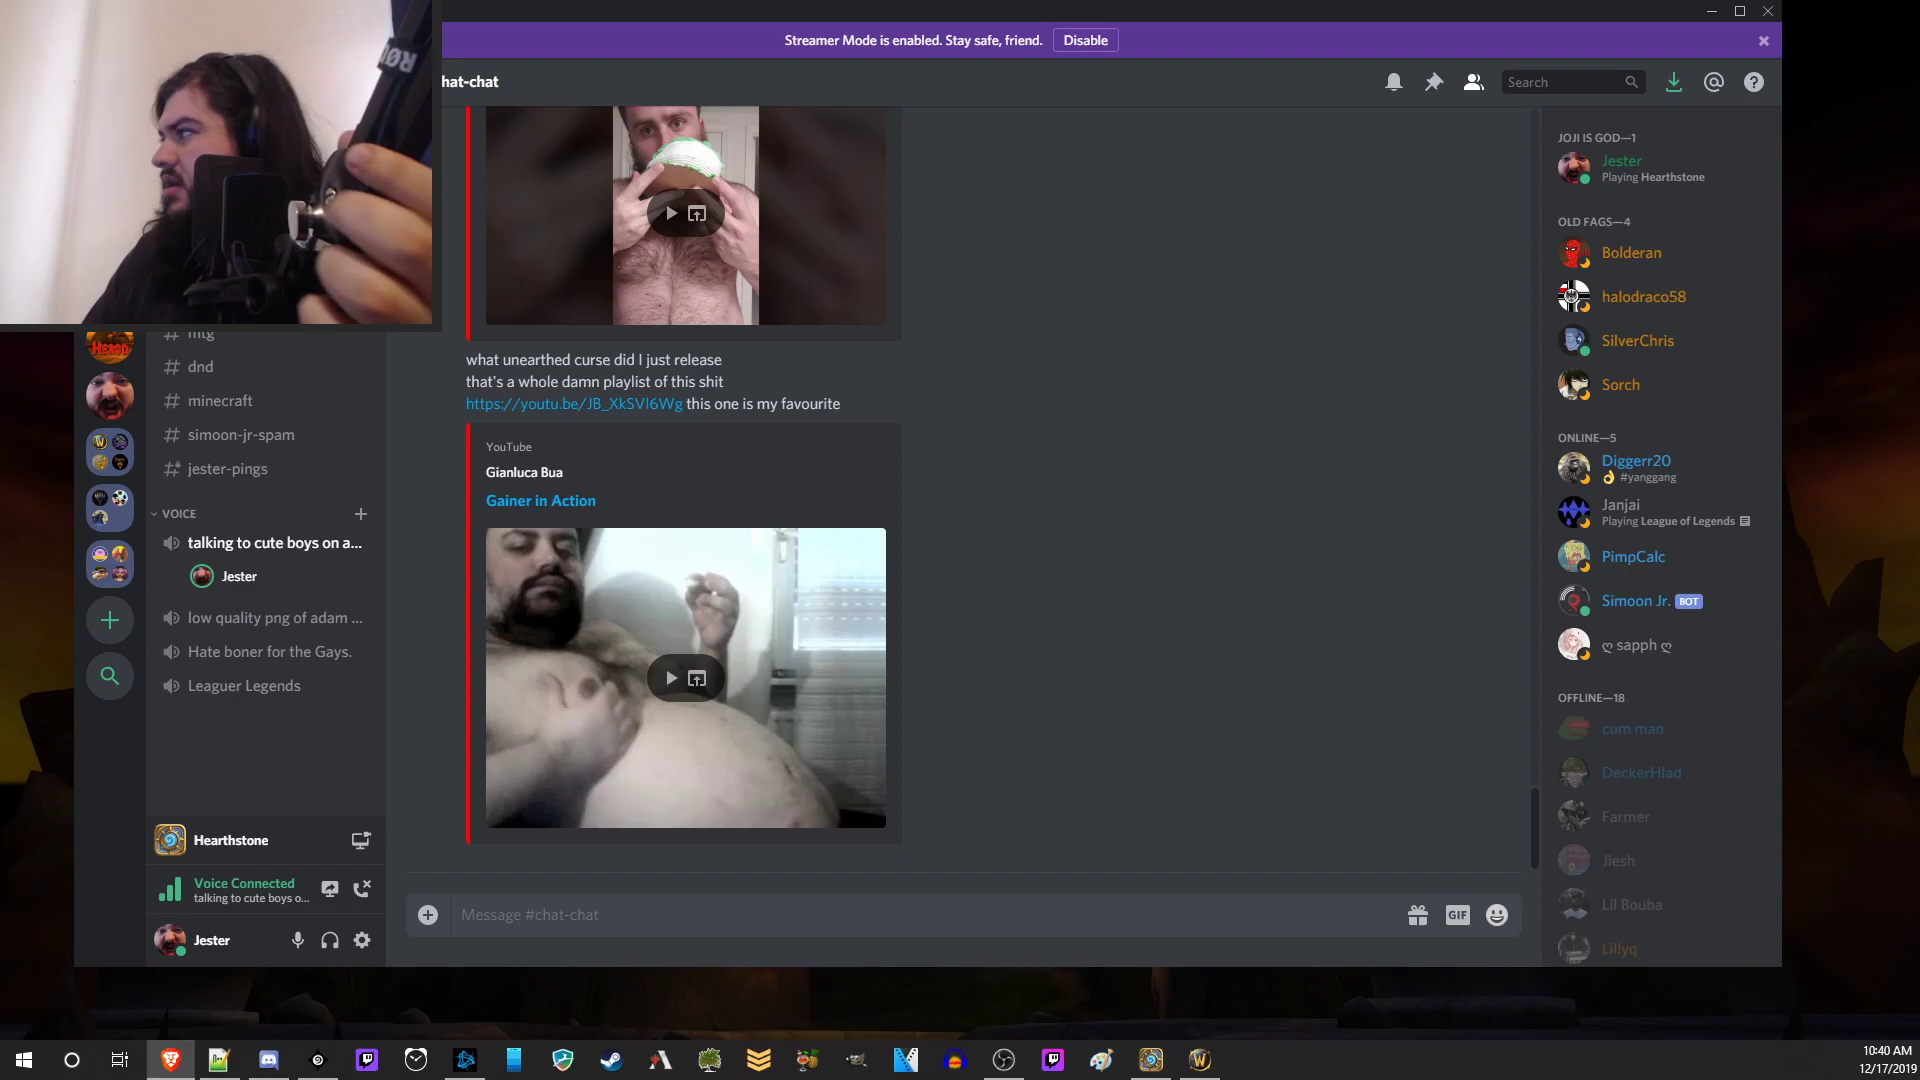 RØ
Streamer Mode is enabled. Stay safe, friend.
Disable
hat-chat
Search
mtg
dnd
minecraft
simoon-jr-spam
jester-pings
VOICE
talking to cute boys on a...
Jester
low quality png of adam ...
Hate boner for the Gays.
Leaguer Legends
Hearthstone
Voice Connected
talking to cute boys o...
Jester
what unearthed curse did I just release
that's a whole damn playlist of this shit
https://youtu.be/JB_XkSVl6Wg this one is my favourite
YouTube
Gianluca Bua
Gainer in Action
Message #chat-chat
GIF
JOJI IS GOD—1
Jester
Playing Hearthstone
OLD FAGS—4
Bolderan
halodraco58
SilverChris
Sorch
ONLINE—5
Diggerr20
👌 #yanggang
Janjai
Playing League of Legends
PimpCalc
Simoon Jr. BOT
ღ sapph ღ
OFFLINE—18
cum man
DeckerHlad
Farmer
Jiesh
Lil Bouba
Lillyq
10:40 AM
12/17/2019